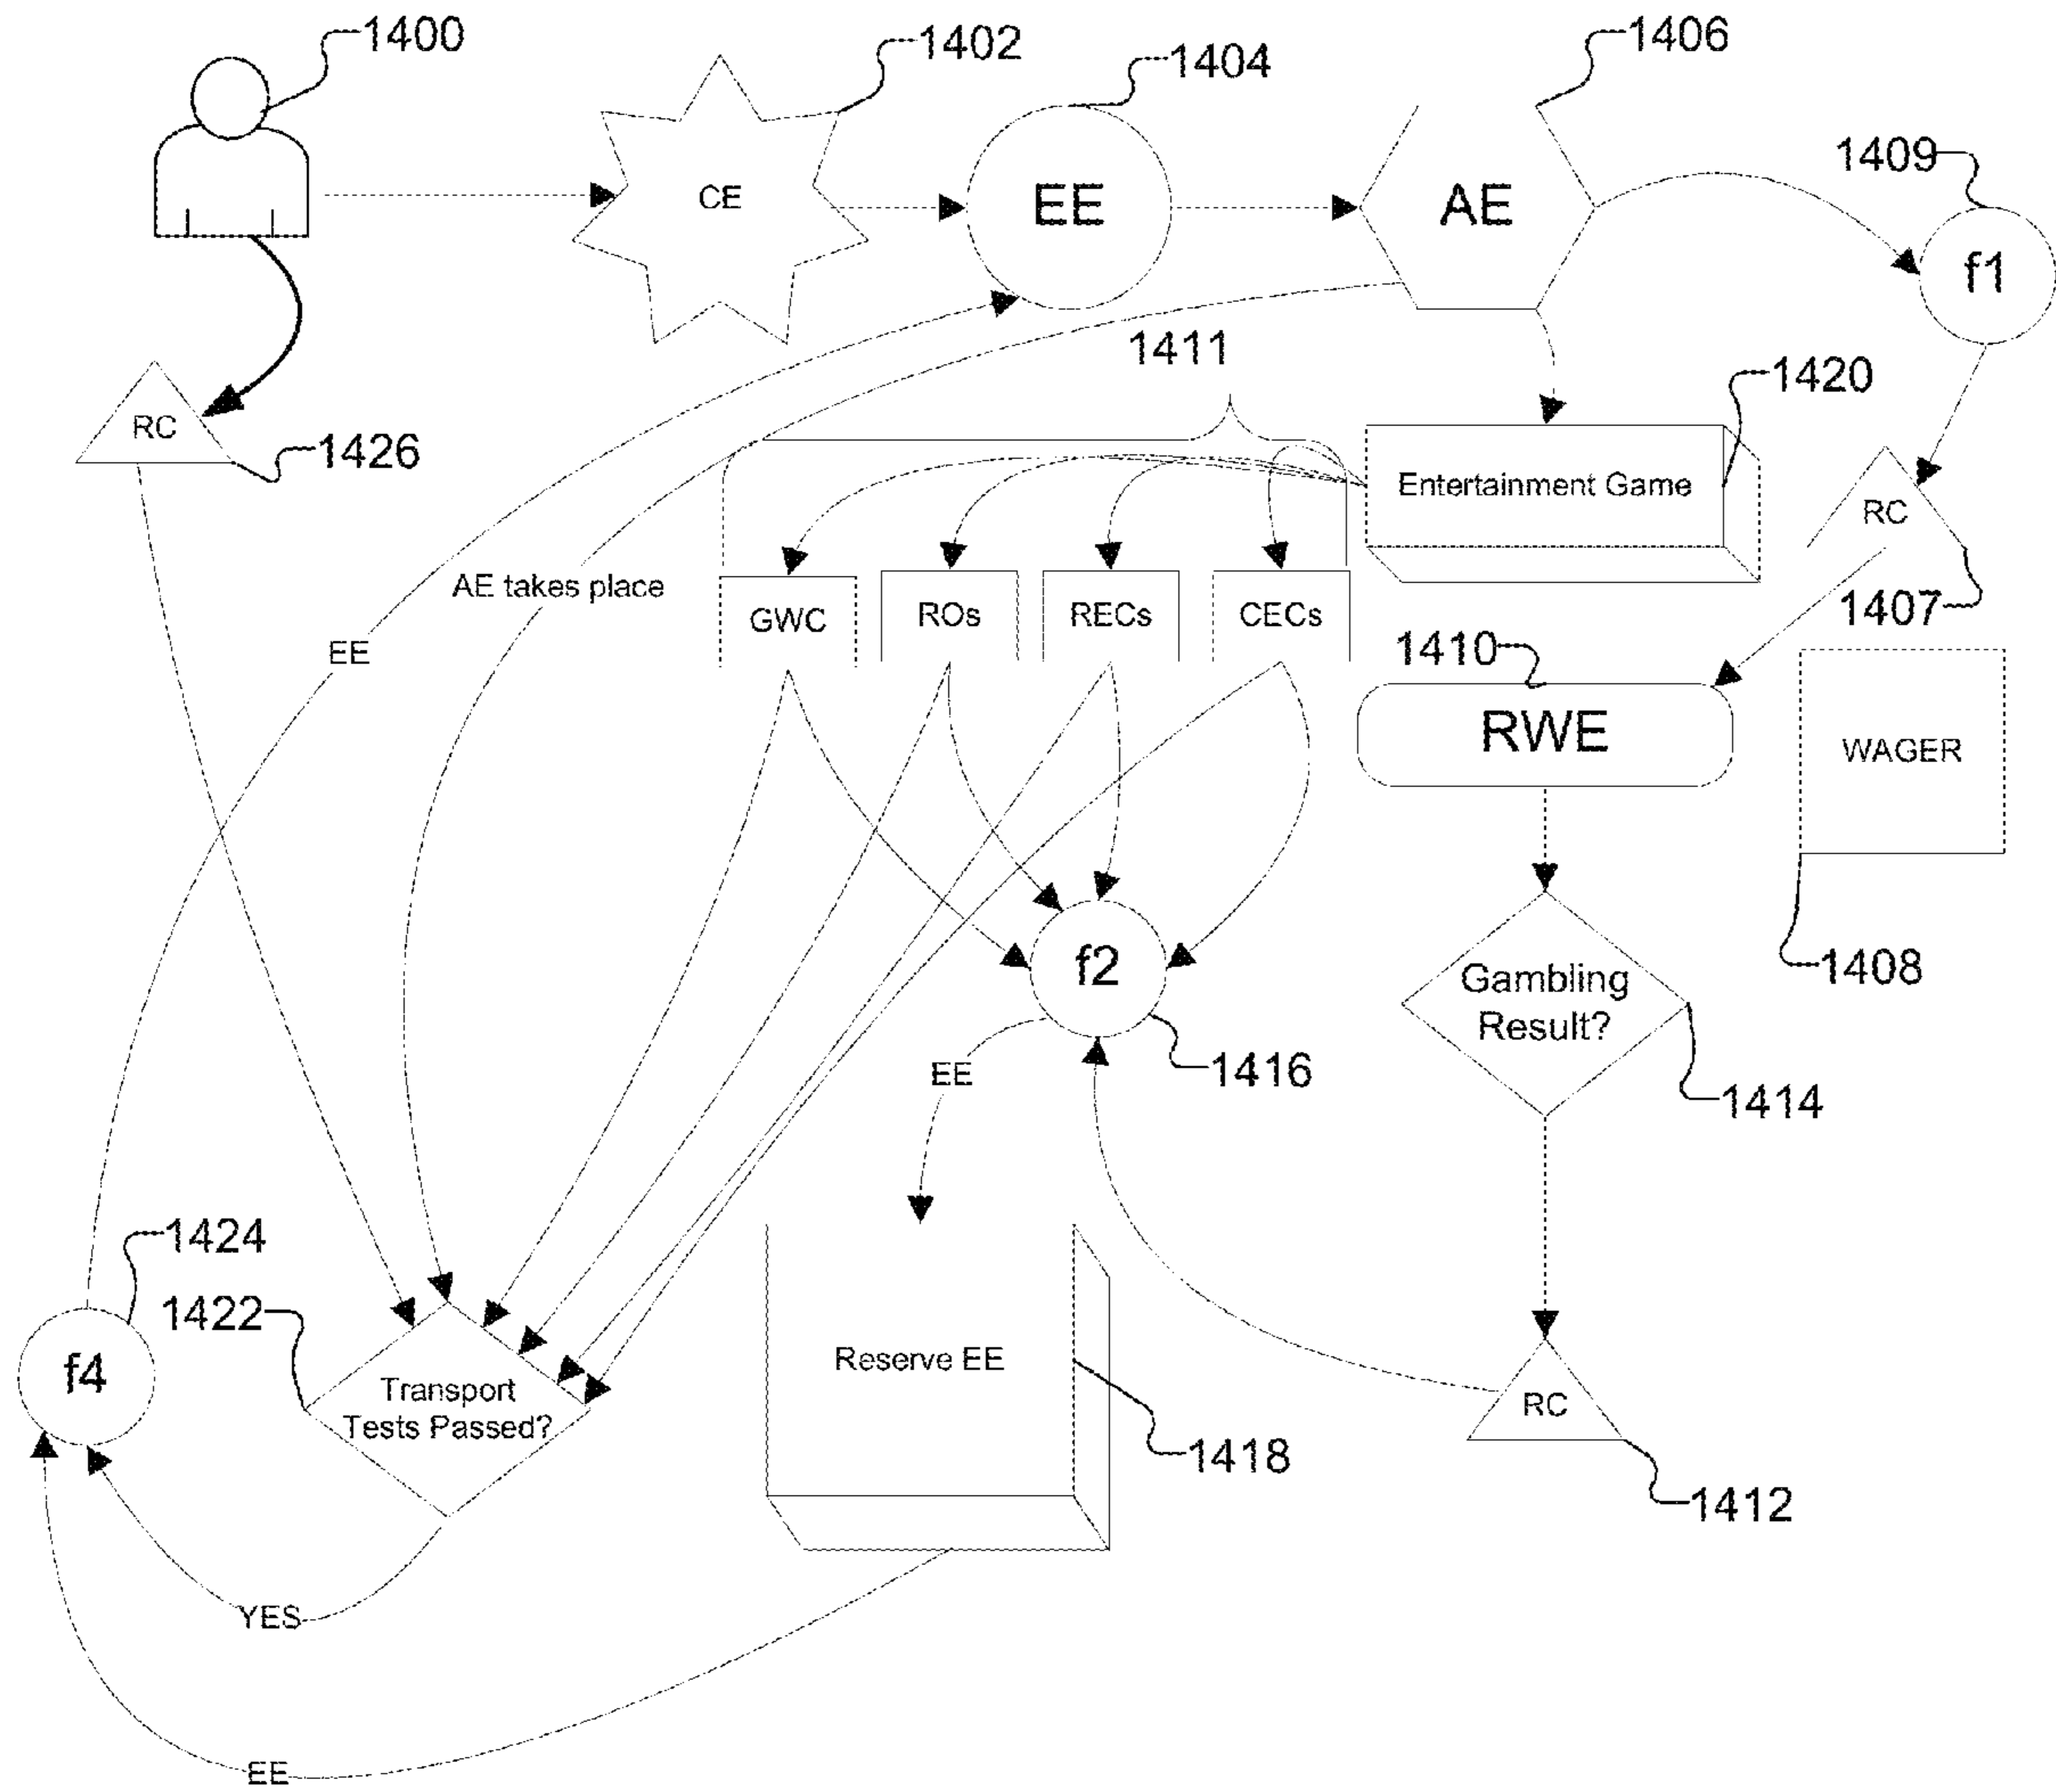 1400
1402
1404
1406
1409
CE
EE
AE
f1
1411
1420
RC
1426
Entertainment Game
RC
1407
AE takes place
GWC
ROs
RECs
CECs
EE
1410
RWE
WAGER
1408
f2
Gambling
Result?
1416
EE
1414
1424
1422
f4
Transport
Tests Passed?
Reserve EE
1418
RC
1412
YES
EE